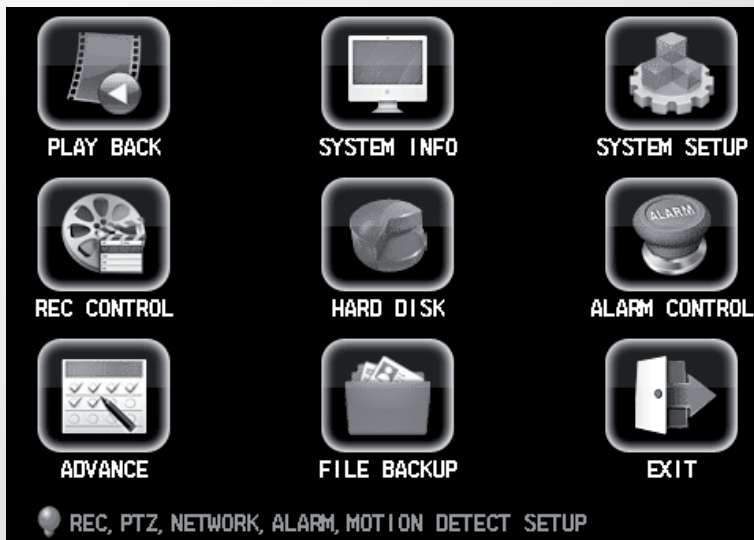 PLAY BACK
SYSTEM INFO
SYSTEM SETUP
REC CONTROL
HARD DISK
ALARM
ALARM CONTROL
ADVANCE
FILE BACKUP
EXIT
REC, PTZ, NETWORK, ALARM, MOTION DETECT SETUP